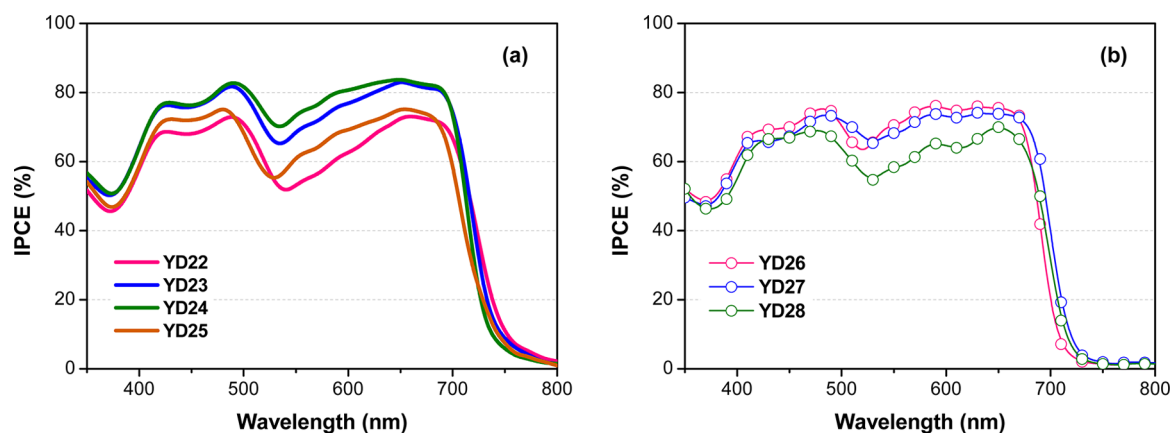 100
80
60
40
20
0
IPCE (%)
(a)
YD22
YD23
YD24
YD25
400 500 600 700 800
Wavelength (nm)
100
80
60
40
20
0
IPCE (%)
(b)
YD26
YD27
YD28
400 500 600 700 800
Wavelength (nm)